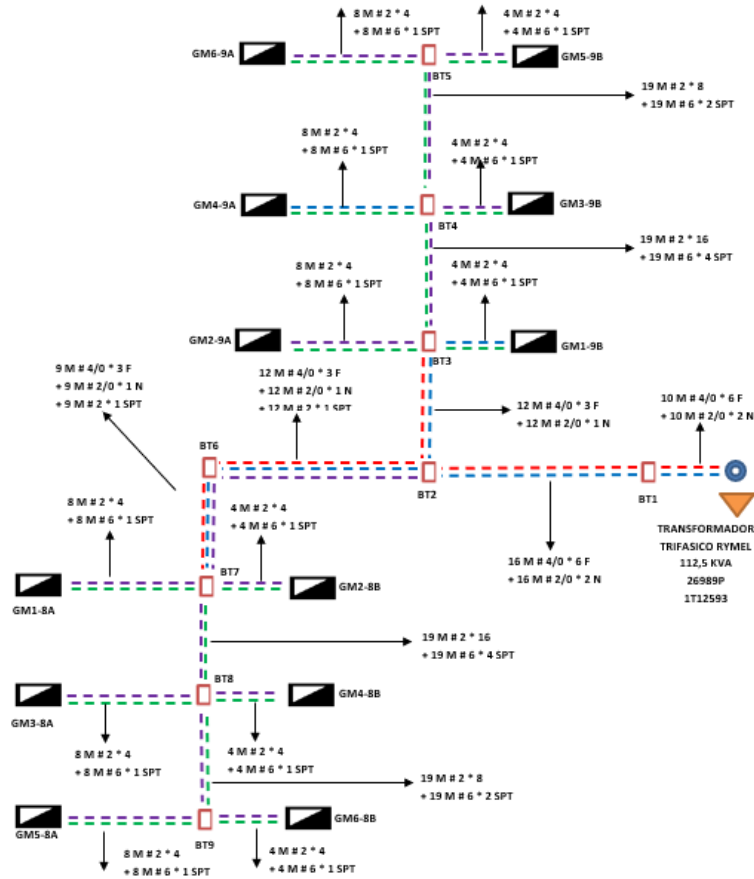 8 M # 2 * 4
+ 8 M # 6 * 1 SPT
4 M # 2 * 4
+ 4 M # 6 * 1 SPT
GM6-9A
GM5-9B
BT5
19 M # 2 * 8
+ 19 M # 6 * 2 SPT
8 M # 2 * 4
+ 8 M # 6 * 1 SPT
4 M # 2 * 4
+ 4 M # 6 * 1 SPT
GM4-9A
GM3-9B
BT4
19 M # 2 * 16
+ 19 M # 6 * 4 SPT
8 M # 2 * 4
+ 8 M # 6 * 1 SPT
4 M # 2 * 4
+ 4 M # 6 * 1 SPT
GM2-9A
GM1-9B
BT3
9 M # 4/0 * 3 F
+ 9 M # 2/0 * 1 N
+ 9 M # 2 * 1 SPT
12 M # 4/0 * 3 F
+ 12 M # 2/0 * 1 N
+ 12 M # 2 * 1 SPT
12 M # 4/0 * 3 F
+ 12 M # 2/0 * 1 N
10 M # 4/0 * 6 F
+ 10 M # 2/0 * 2 N
BT6
BT2
BT1
8 M # 2 * 4
+ 8 M # 6 * 1 SPT
4 M # 2 * 4
+ 4 M # 6 * 1 SPT
16 M # 4/0 * 6 F
+ 16 M # 2/0 * 2 N
TRANSFORMADOR
TRIFASICO RYMEL
112,5 KVA
26989P
1T12593
BT7
GM1-8A
GM2-8B
19 M # 2 * 16
+ 19 M # 6 * 4 SPT
BT8
GM3-8A
GM4-8B
8 M # 2 * 4
+ 8 M # 6 * 1 SPT
4 M # 2 * 4
+ 4 M # 6 * 1 SPT
19 M # 2 * 8
+ 19 M # 6 * 2 SPT
GM5-8A
GM6-8B
BT9
8 M # 2 * 4
+ 8 M # 6 * 1 SPT
4 M # 2 * 4
+ 4 M # 6 * 1 SPT